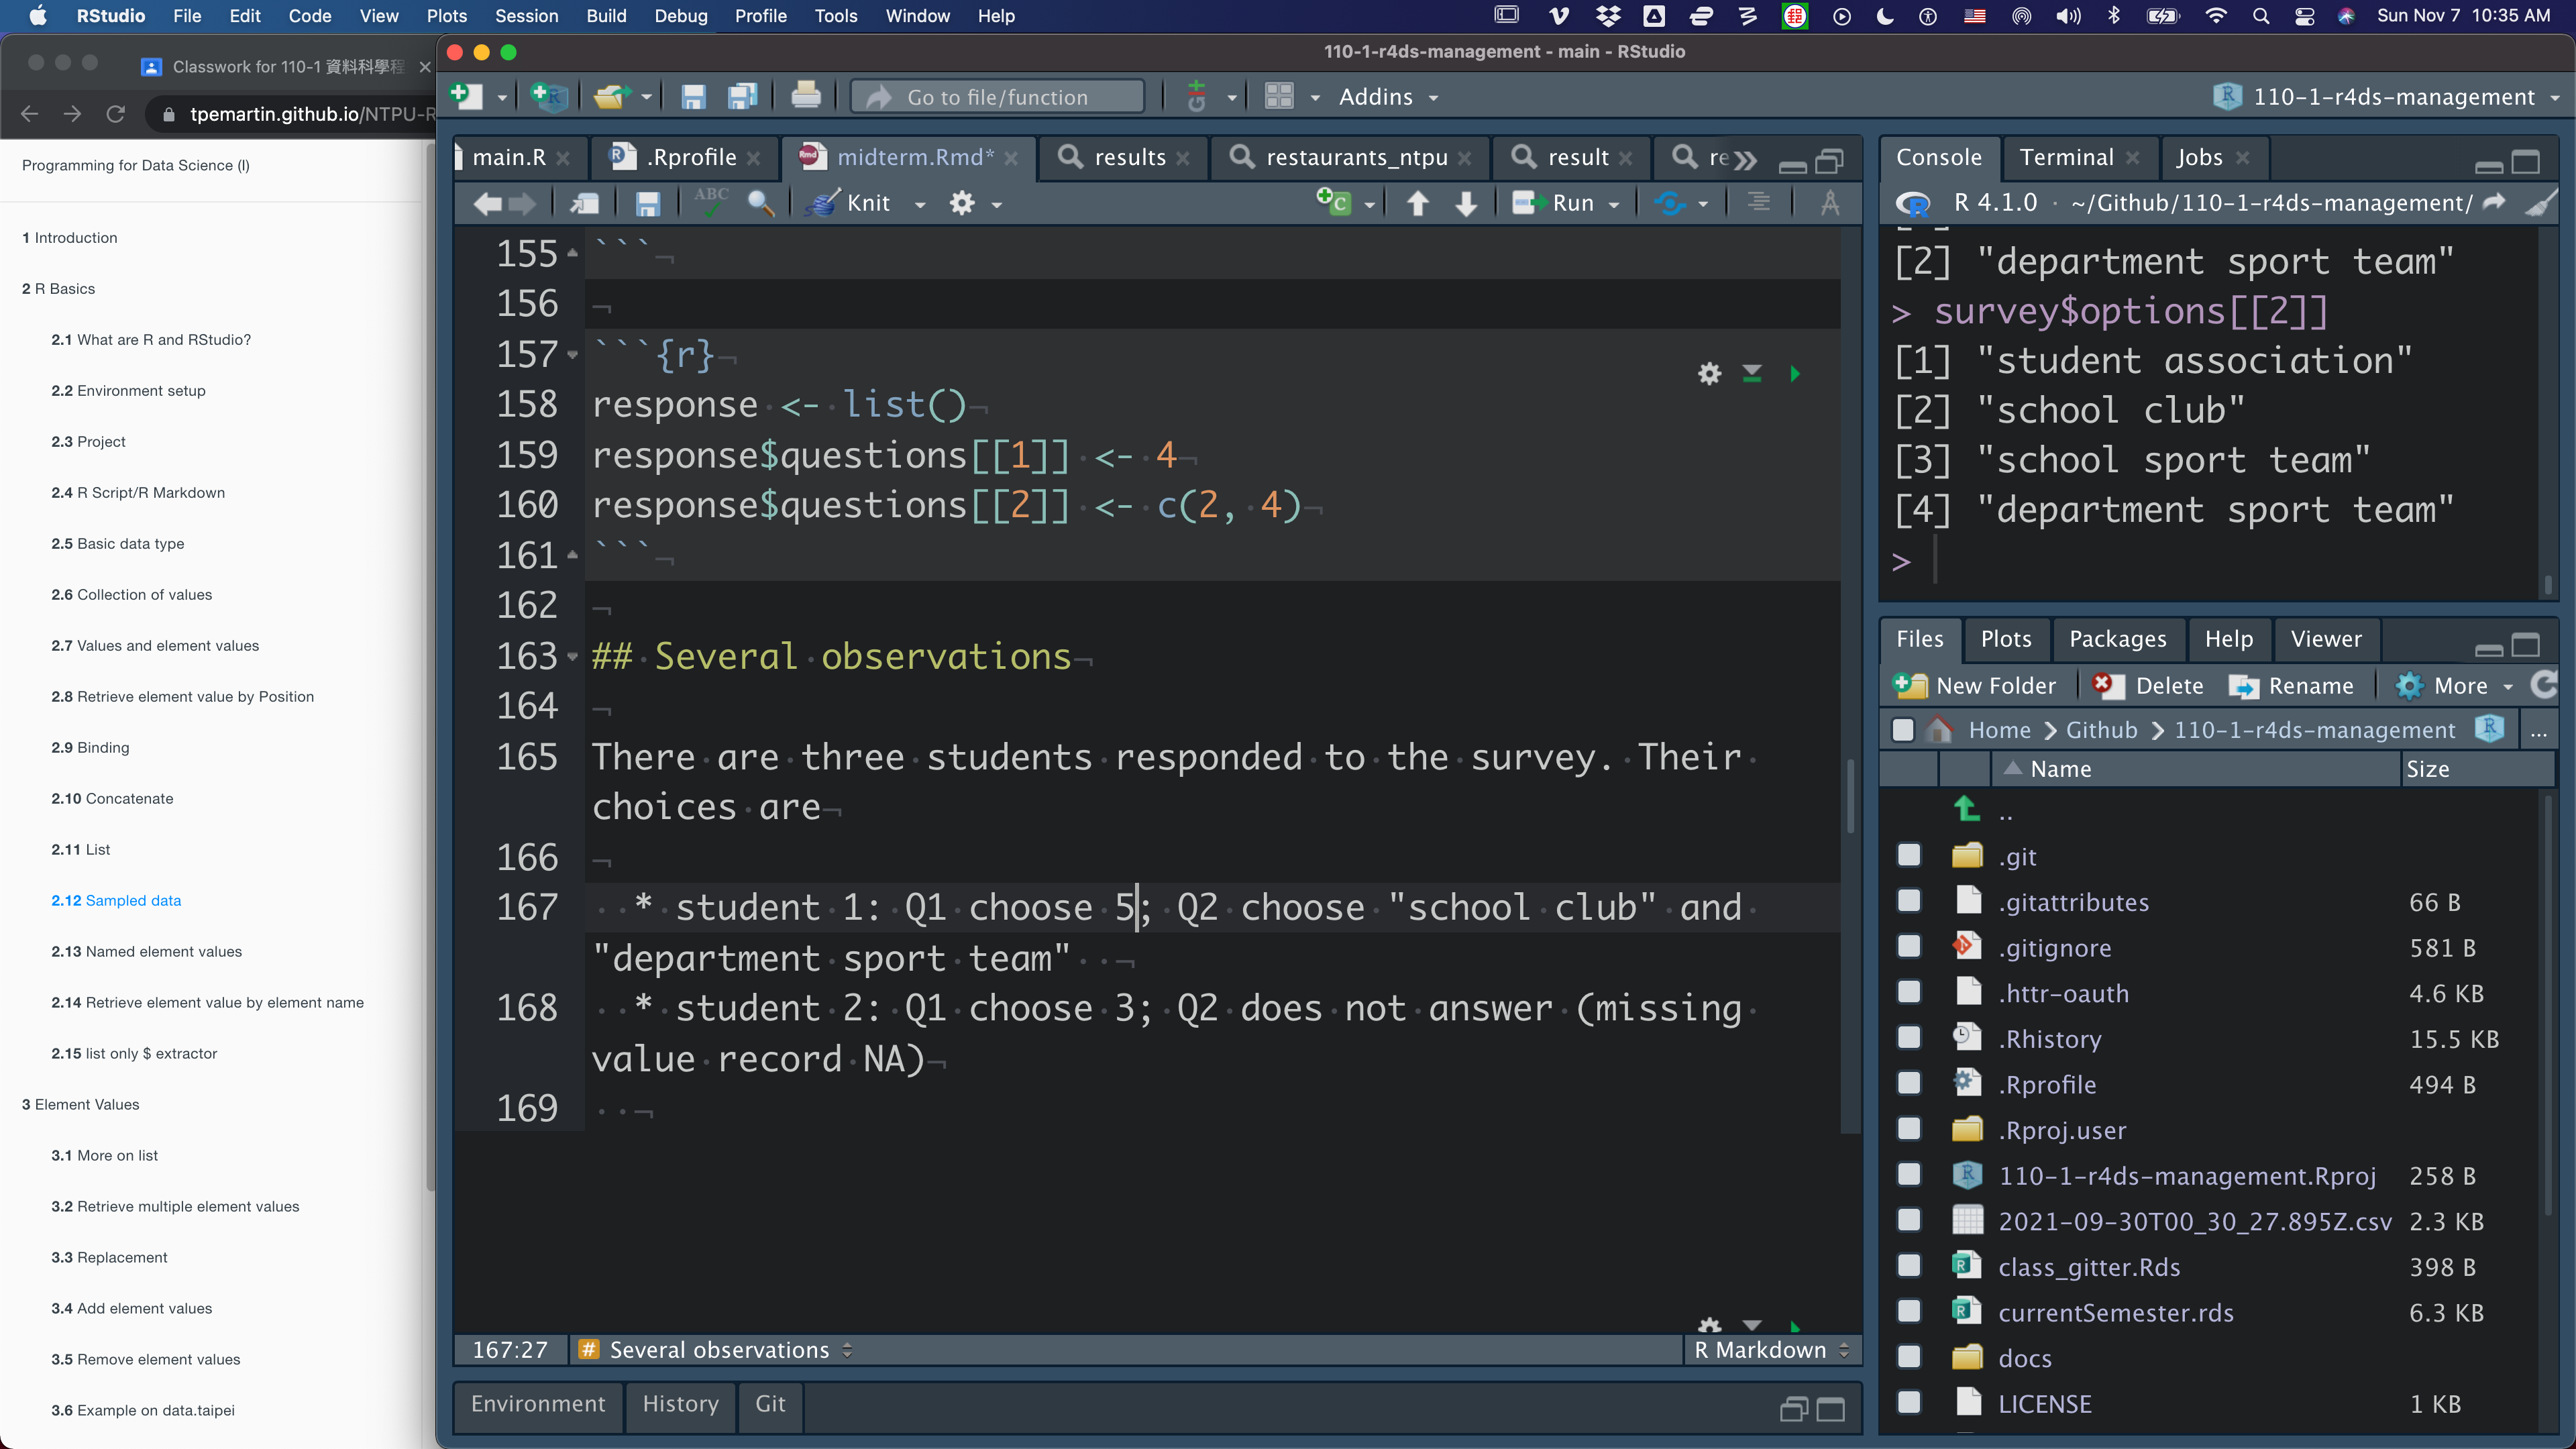 RStudio File Edit Code View Plots Session Build Debug Profile Tools Window Help Sun Nov 7 10:35 AM
Classwork for 110-1 資料科學程
tpemartin.github.io/NTPU-R
Programming for Data Science (I)
1 Introduction
2 R Basics
2.1 What are R and RStudio?
2.2 Environment setup
2.3 Project
2.4 R Script/R Markdown
2.5 Basic data type
2.6 Collection of values
2.7 Values and element values
2.8 Retrieve element value by Position
2.9 Binding
2.10 Concatenate
2.11 List
2.12 Sampled data
2.13 Named element values
2.14 Retrieve element value by element name
2.15 list only $ extractor
3 Element Values
3.1 More on list
3.2 Retrieve multiple element values
3.3 Replacement
3.4 Add element values
3.5 Remove element values
3.6 Example on data.taipei
110-1-r4ds-management - main - RStudio
Go to file/function Addins 110-1-r4ds-management
main.R .Rprofile midterm.Rmd* results restaurants_ntpu result re
ABC Knit Run
155 ```
156
157 ```{r}
158 response <- list()
159 response$questions[[1]] <- 4
160 response$questions[[2]] <- c(2, 4)
161 ```
162
163 ## Several observations
164
165 There are three students responded to the survey. Their
choices are
166
167 * student 1: Q1 choose 5; Q2 choose "school club" and
"department sport team"
168 * student 2: Q1 choose 3; Q2 does not answer (missing
value record NA)
169
167:27 # Several observations R Markdown
Environment History Git
Console Terminal Jobs
R 4.1.0 · ~/Github/110-1-r4ds-management/
[2] "department sport team"
> survey$options[[2]]
[1] "student association"
[2] "school club"
[3] "school sport team"
[4] "department sport team"
>
Files Plots Packages Help Viewer
New Folder Delete Rename More
Home Github 110-1-r4ds-management ...
Name Size
..
.git
.gitattributes 66 B
.gitignore 581 B
.httr-oauth 4.6 KB
.Rhistory 15.5 KB
.Rprofile 494 B
.Rproj.user
110-1-r4ds-management.Rproj 258 B
2021-09-30T00_30_27.895Z.csv 2.3 KB
class_gitter.Rds 398 B
currentSemester.rds 6.3 KB
docs
LICENSE 1 KB